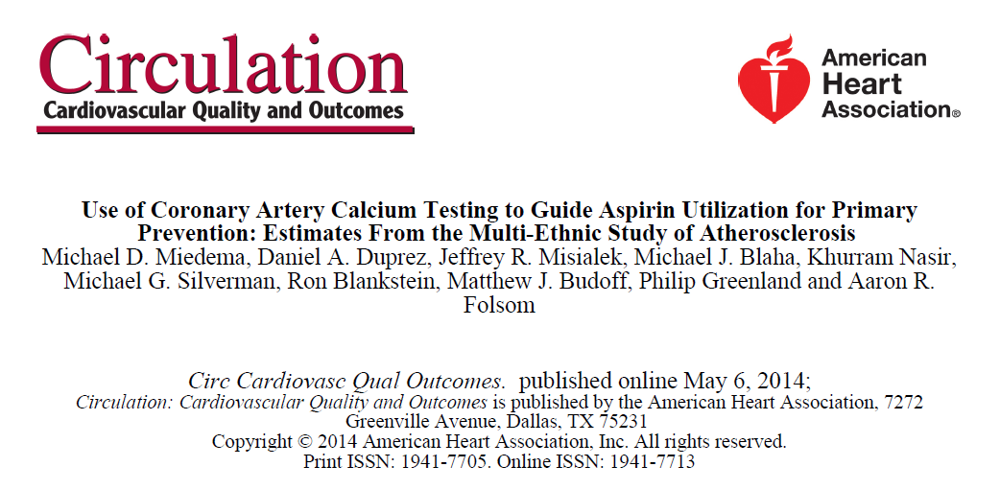 Circulation
Cardiovascular Quality and Outcomes
American
Heart
Association®
Use of Coronary Artery Calcium Testing to Guide Aspirin Utilization for Primary
Prevention: Estimates From the Multi-Ethnic Study of Atherosclerosis
Michael D. Miedema, Daniel A. Duprez, Jeffrey R. Misialek, Michael J. Blaha, Khurram Nasir,
Michael G. Silverman, Ron Blankstein, Matthew J. Budoff, Philip Greenland and Aaron R.
Folsom
Circ Cardiovasc Qual Outcomes. published online May 6, 2014;
Circulation: Cardiovascular Quality and Outcomes is published by the American Heart Association, 7272
Greenville Avenue, Dallas, TX 75231
Copyright © 2014 American Heart Association, Inc. All rights reserved.
Print ISSN: 1941-7705. Online ISSN: 1941-7713